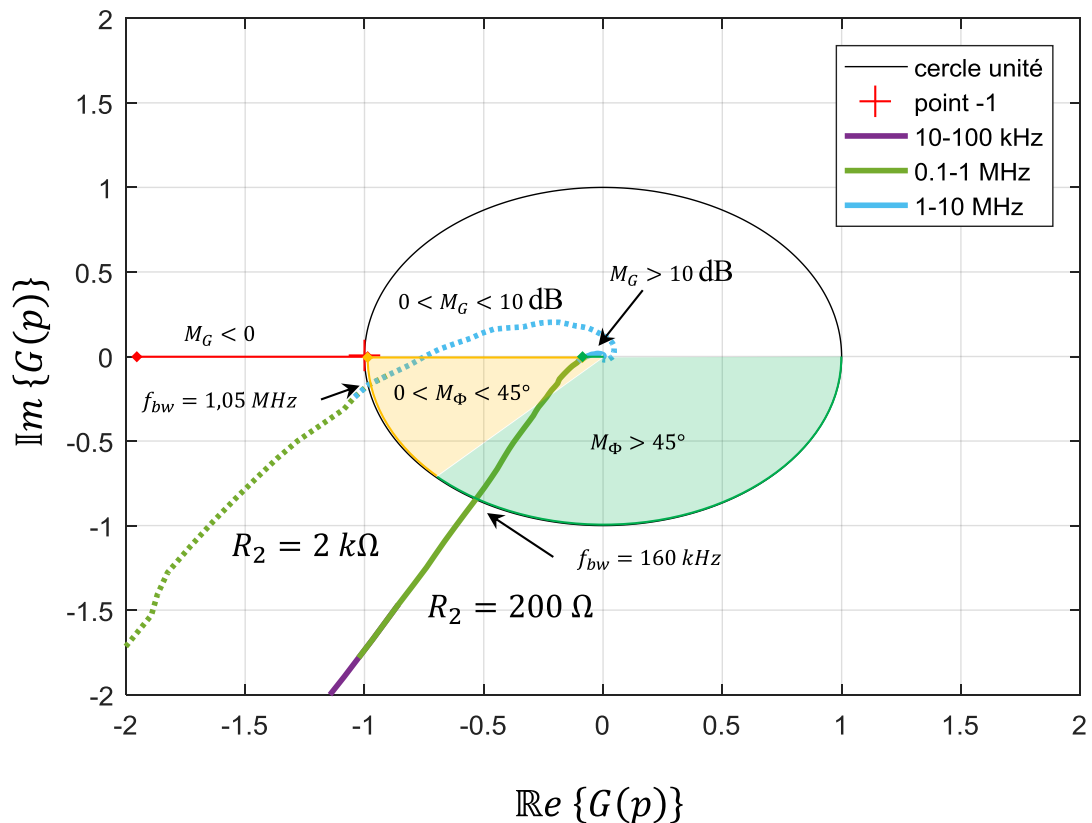 2
1.5
1
0.5
0
-0.5
-1
-1.5
-2
-2
-1.5
-1
-0.5
0
0.5
1
1.5
2
𝕀m {G(p)}
ℝe {G(p)}
cercle unité
point -1
10-100 kHz
0.1-1 MHz
1-10 MHz
M_G > 10 dB
0 < M_G < 10 dB
M_G < 0
f_bw = 1,05 MHz
0 < M_Φ < 45°
M_Φ > 45°
R₂ = 2 kΩ
f_bw = 160 kHz
R₂ = 200 Ω